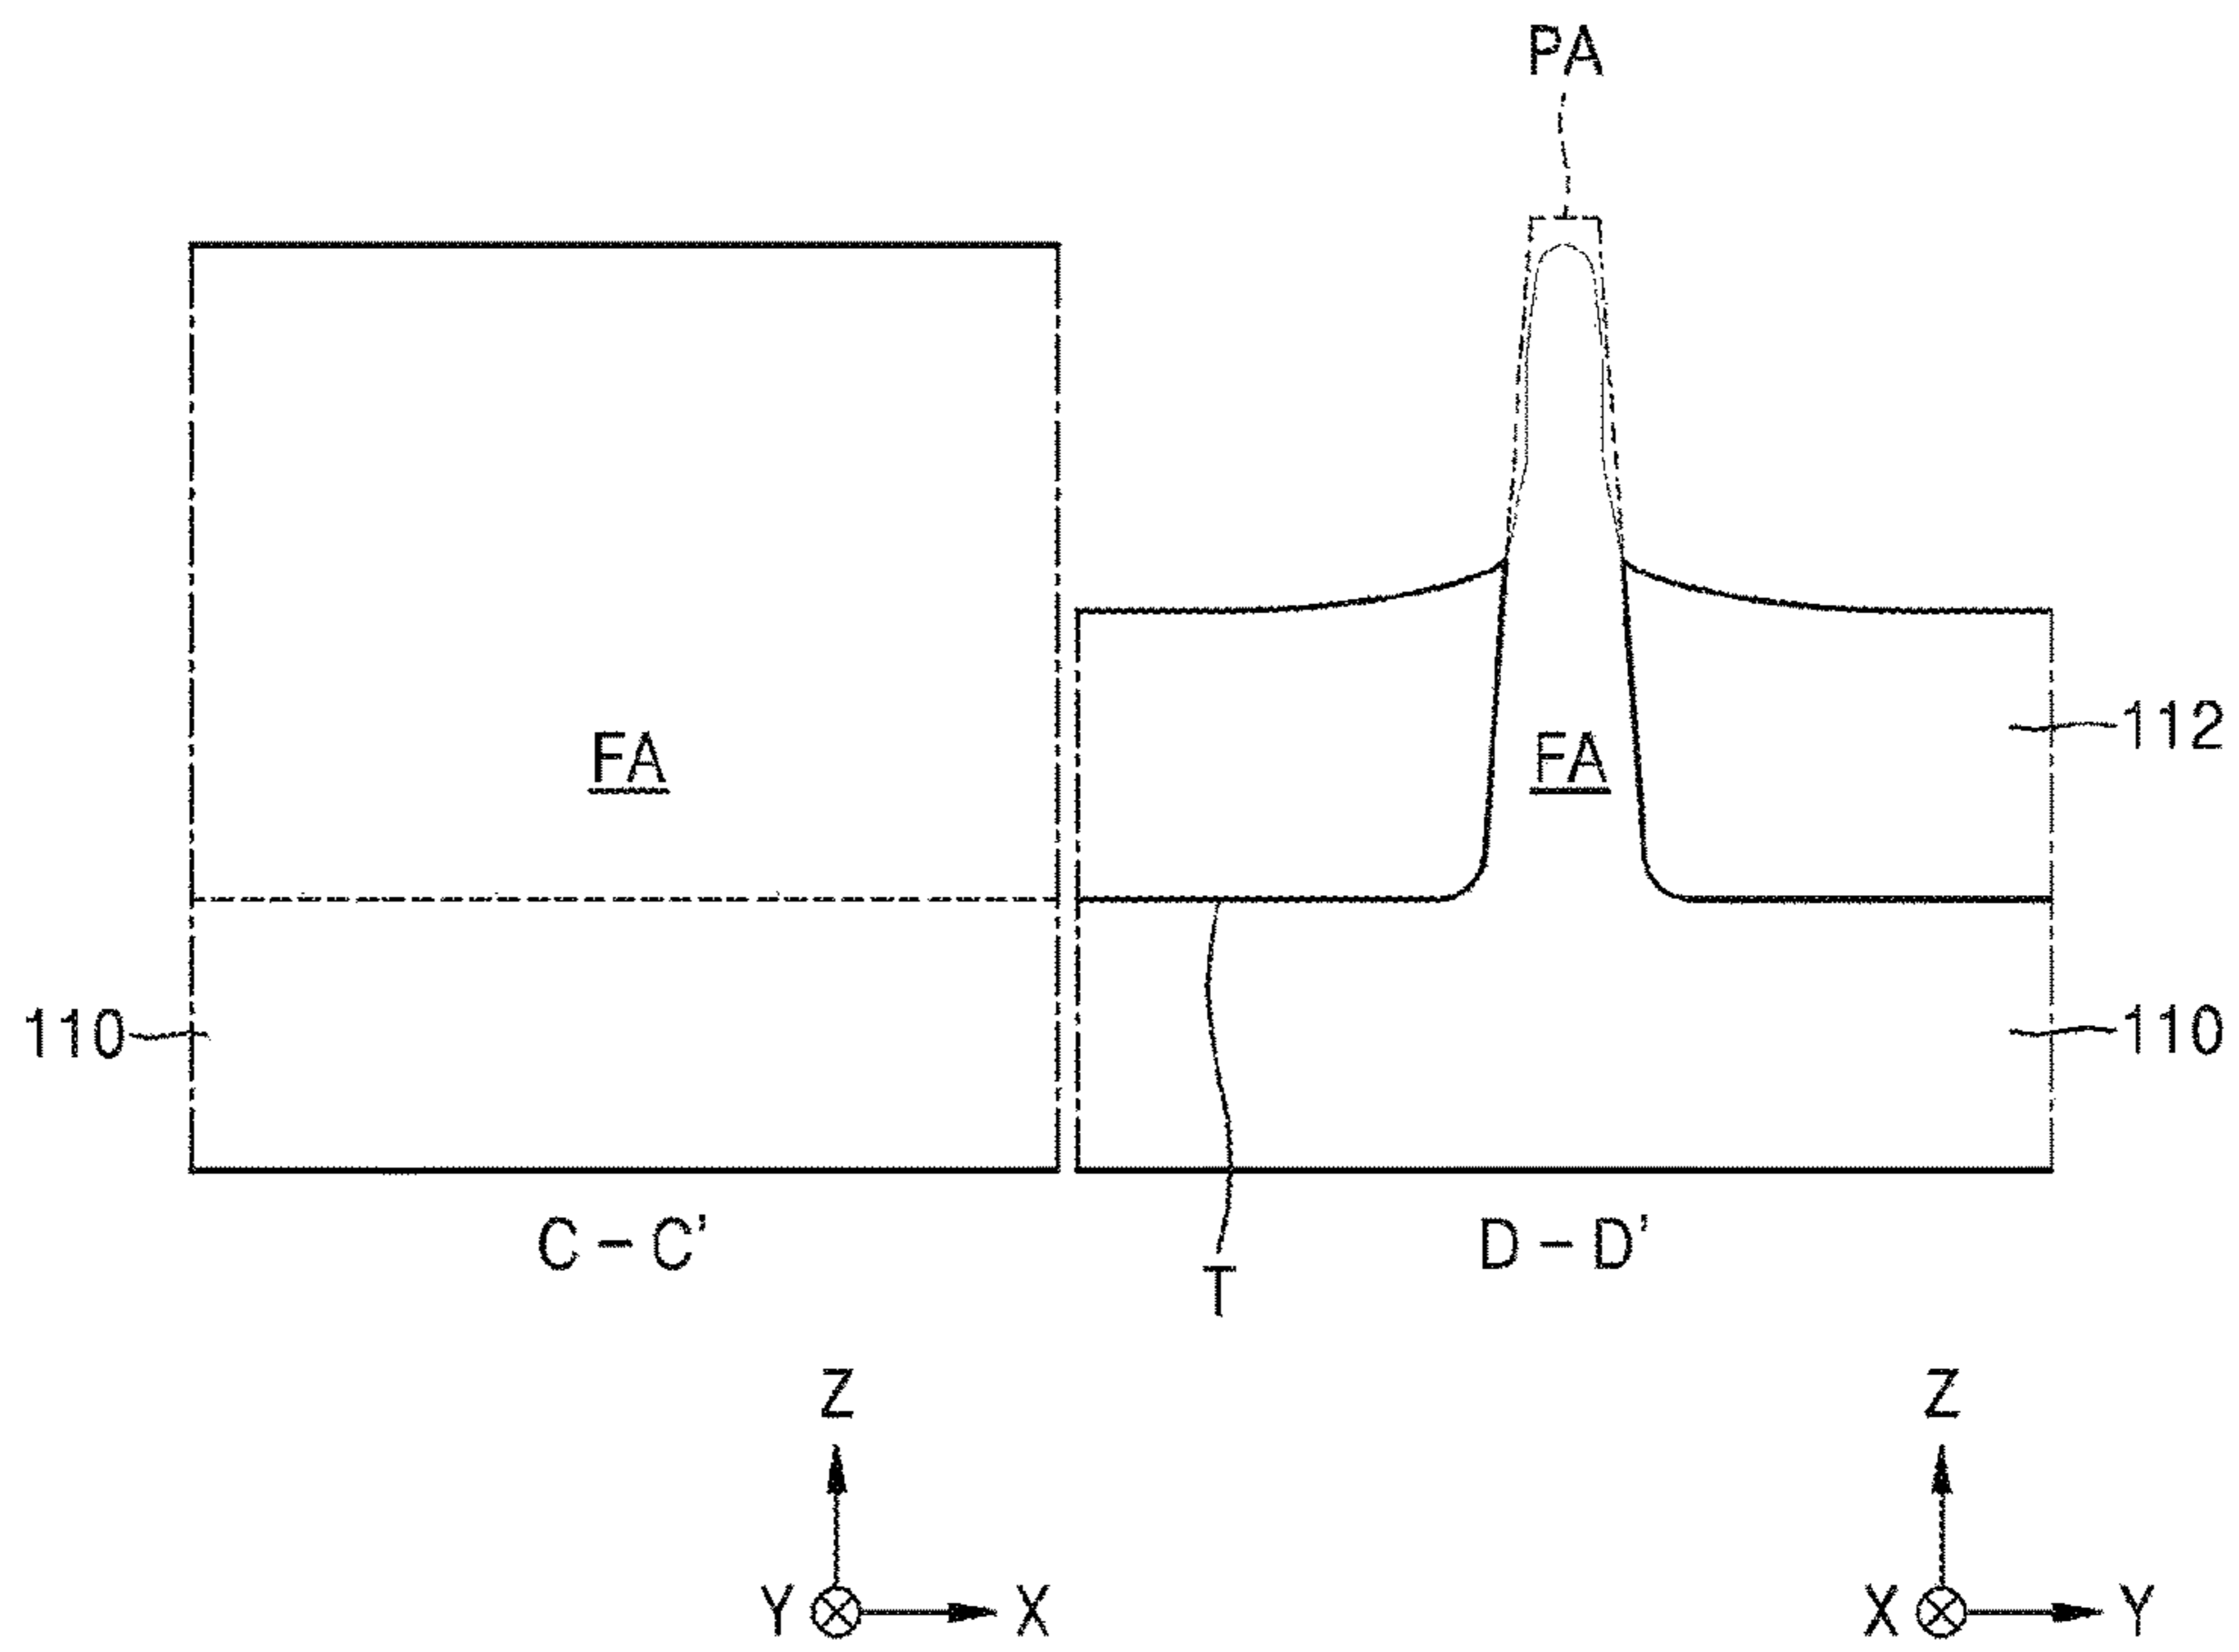 PA
FA FA
112
110 110
C - C' D - D'
T
Z Z
Y X X Y